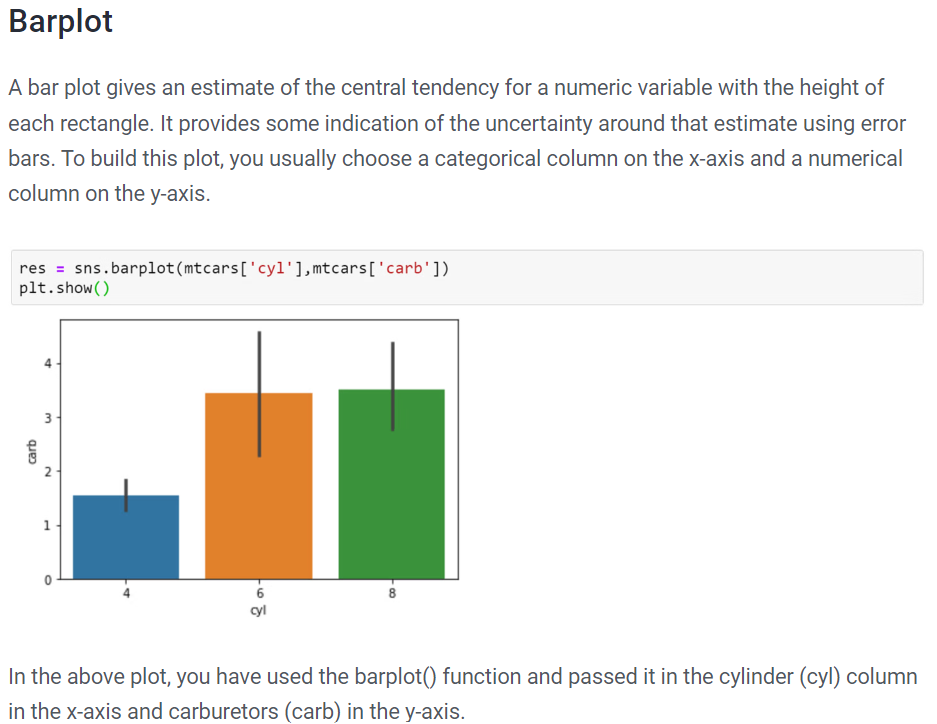 Barplot
A bar plot gives an estimate of the central tendency for a numeric variable with the height of
each rectangle. It provides some indication of the uncertainty around that estimate using error
bars. To build this plot, you usually choose a categorical column on the x-axis and a numerical
column on the y-axis.
res = sns.barplot(mtcars['cyl'],mtcars['carb'])
plt.show()
4
3
2
1
0
carb
4 6 8
cyl
In the above plot, you have used the barplot() function and passed it in the cylinder (cyl) column
in the x-axis and carburetors (carb) in the y-axis.